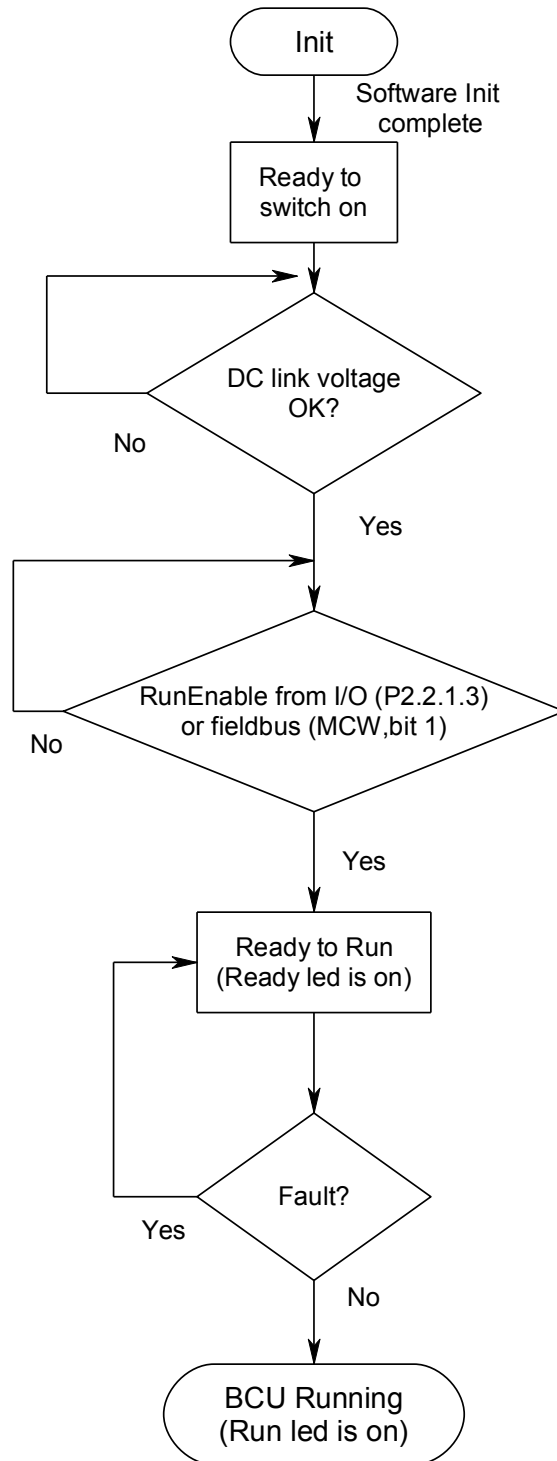 Init
Software Init
complete
Ready to
switch on
DC link voltage
OK?
No
Yes
RunEnable from I/O (P2.2.1.3)
or fieldbus (MCW,bit 1)
No
Yes
Ready to Run
(Ready led is on)
Fault?
Yes
No
BCU Running
(Run led is on)